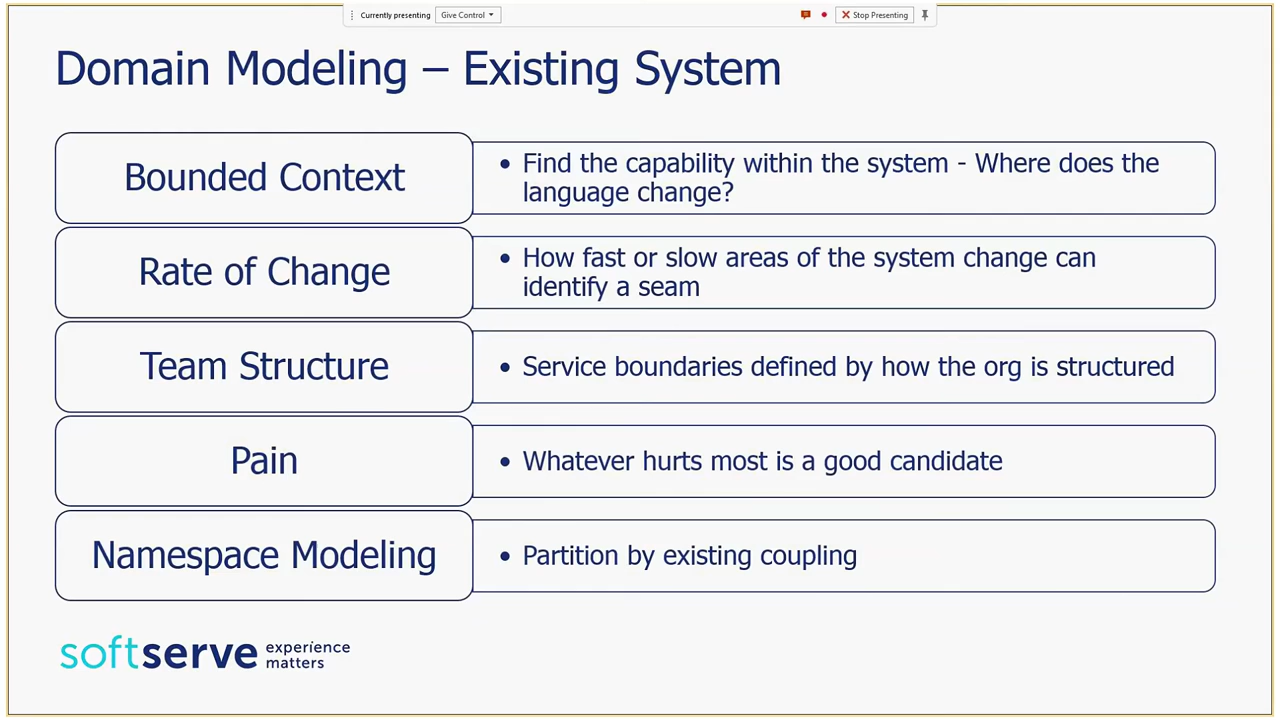 Currently presenting Give Control Stop Presenting
Domain Modeling – Existing System
Bounded Context
• Find the capability within the system - Where does the
language change?
Rate of Change
• How fast or slow areas of the system change can
identify a seam
Team Structure
• Service boundaries defined by how the org is structured
Pain
• Whatever hurts most is a good candidate
Namespace Modeling
• Partition by existing coupling
softserve experience
matters